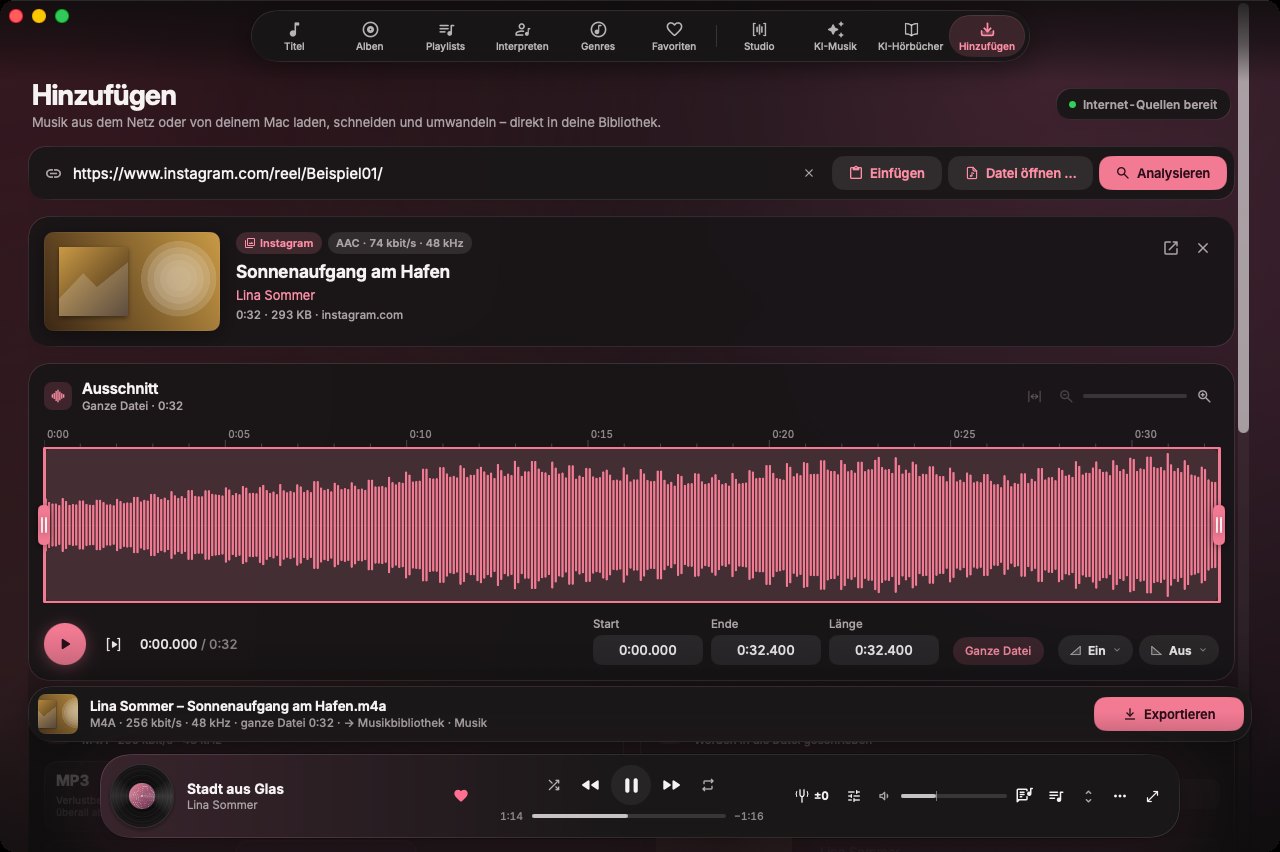 Titel
Alben
Playlists
Interpreten
Genres
Favoriten
Studio
KI-Musik
KI-Hörbücher
Hinzufügen
Hinzufügen
Musik aus dem Netz oder von deinem Mac laden, schneiden und umwandeln – direkt in deine Bibliothek.
Internet-Quellen bereit
https://www.instagram.com/reel/Beispiel01/
Einfügen
Datei öffnen ...
Analysieren
Instagram
AAC · 74 kbit/s · 48 kHz
Sonnenaufgang am Hafen
Lina Sommer
0:32 · 293 KB · instagram.com
Ausschnitt
Ganze Datei · 0:32
0:00 0:05 0:10 0:15 0:20 0:25 0:30
0:00.000 / 0:32
Start
0:00.000
Ende
0:32.400
Länge
0:32.400
Ganze Datei
Ein
Aus
Lina Sommer – Sonnenaufgang am Hafen.m4a
M4A · 256 kbit/s · 48 kHz · ganze Datei 0:32 · → Musikbibliothek · Musik
Exportieren
MP3
Stadt aus Glas
Lina Sommer
1:14
−1:16
±0